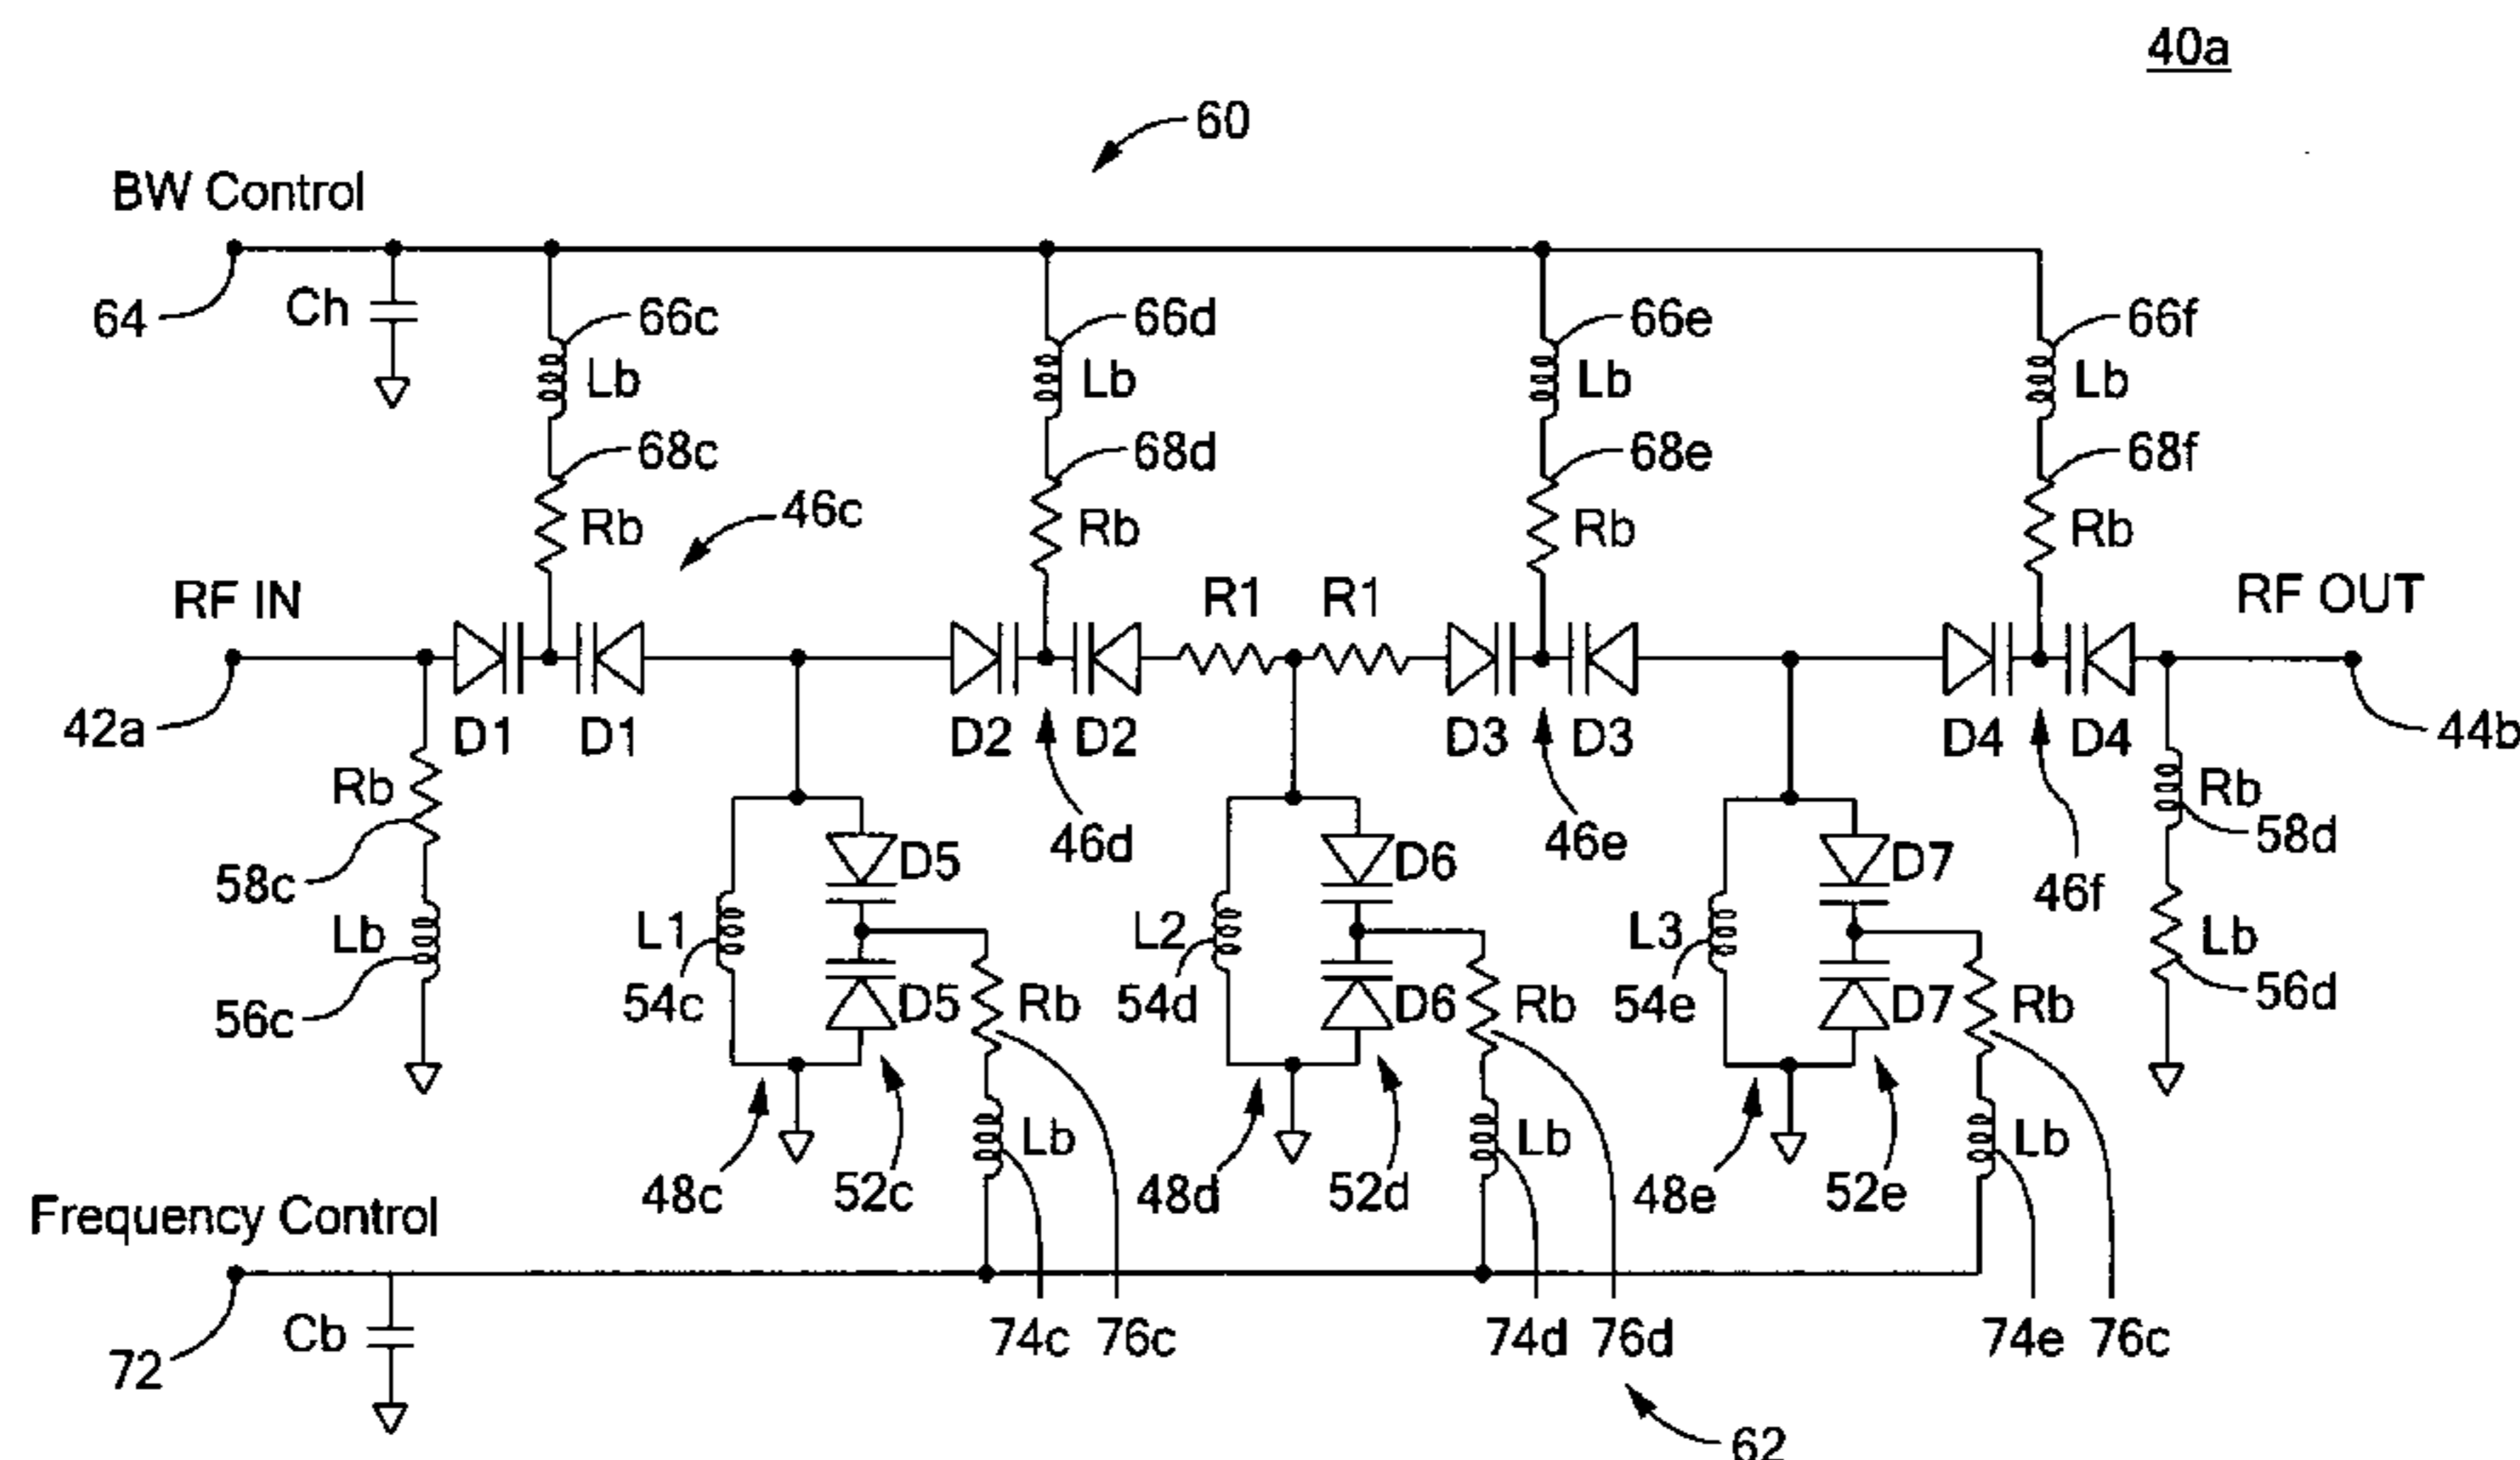 40a
60
BW Control
64
Ch
66c
66d
66e
66f
Lb
Lb
Lb
Lb
68c
68d
68e
68f
46c
Rb
Rb
Rb
Rb
RF IN
R1
R1
RF OUT
42a
D1
D1
D2
D2
D3
D3
D4
D4
44b
Rb
58c
Lb
56c
L1
54c
D5
D5
46d
L2
54d
D6
D6
46e
L3
54e
D7
D7
46f
Rb
58d
Lb
56d
Rb
Rb
Rb
Lb
Lb
Lb
48c
52c
48d
52d
48e
52e
Frequency Control
72
Cb
74c
76c
74d
76d
74e
76c
62